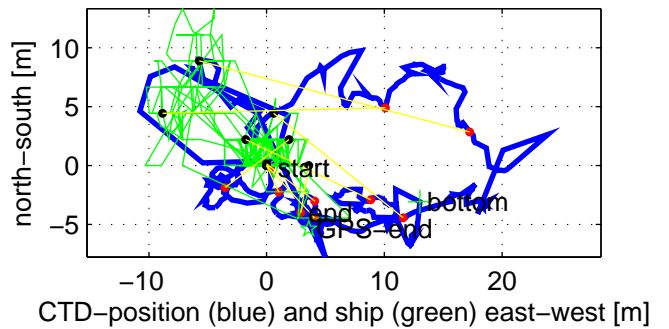 10
5
0
−5
north−south [m]
start
bottom
end
GPS−end
−10
0
10
20
CTD−position (blue) and ship (green) east−west [m]